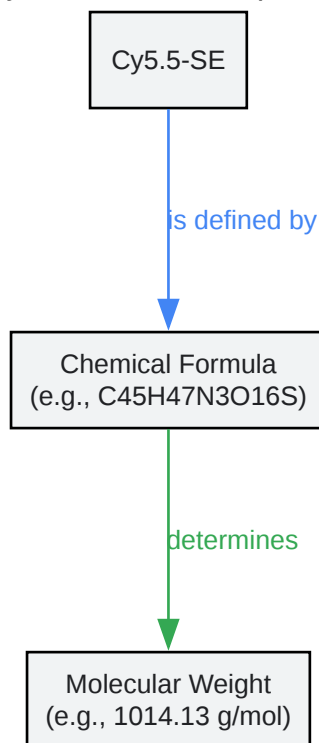 Cy5.5-SE
is defined by
Chemical Formula
(e.g., C45H47N3O16S)
determines
Molecular Weight
(e.g., 1014.13 g/mol)